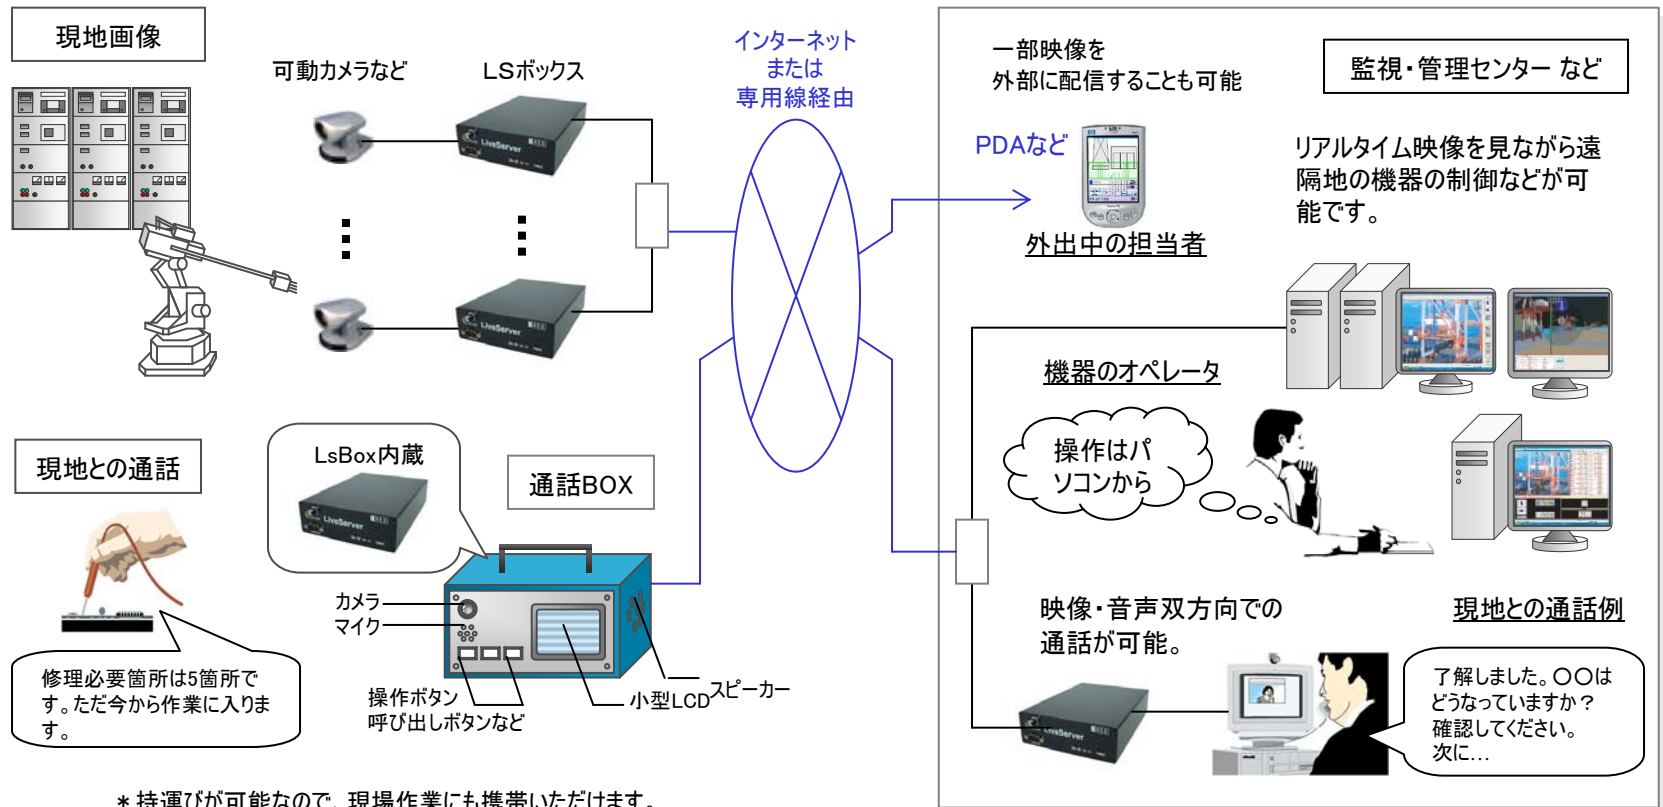 現地画像
可動カメラなど
LSボックス
インターネット
または
専用線経由
一部映像を
外部に配信することも可能
監視・管理センター など
PDAなど
リアルタイム映像を見ながら遠
隔地の機器の制御などが可
能です。
外出中の担当者
LiveServer
LiveServer
機器のオペレータ
操作はパ
ソコンから
現地との通話
LsBox内蔵
LiveServer
通話BOX
カメラ
マイク
操作ボタン
呼び出しボタンなど
小型LCD
スピーカー
修理必要箇所は5箇所で
す。ただ今から作業に入りま
す。
映像・音声双方向での
通話が可能。
現地との通話例
LiveServer
了解しました。〇〇は
どうなっていますか？
確認してください。
次に…
＊持運びが可能なので、現場作業にも携帯いただけます。